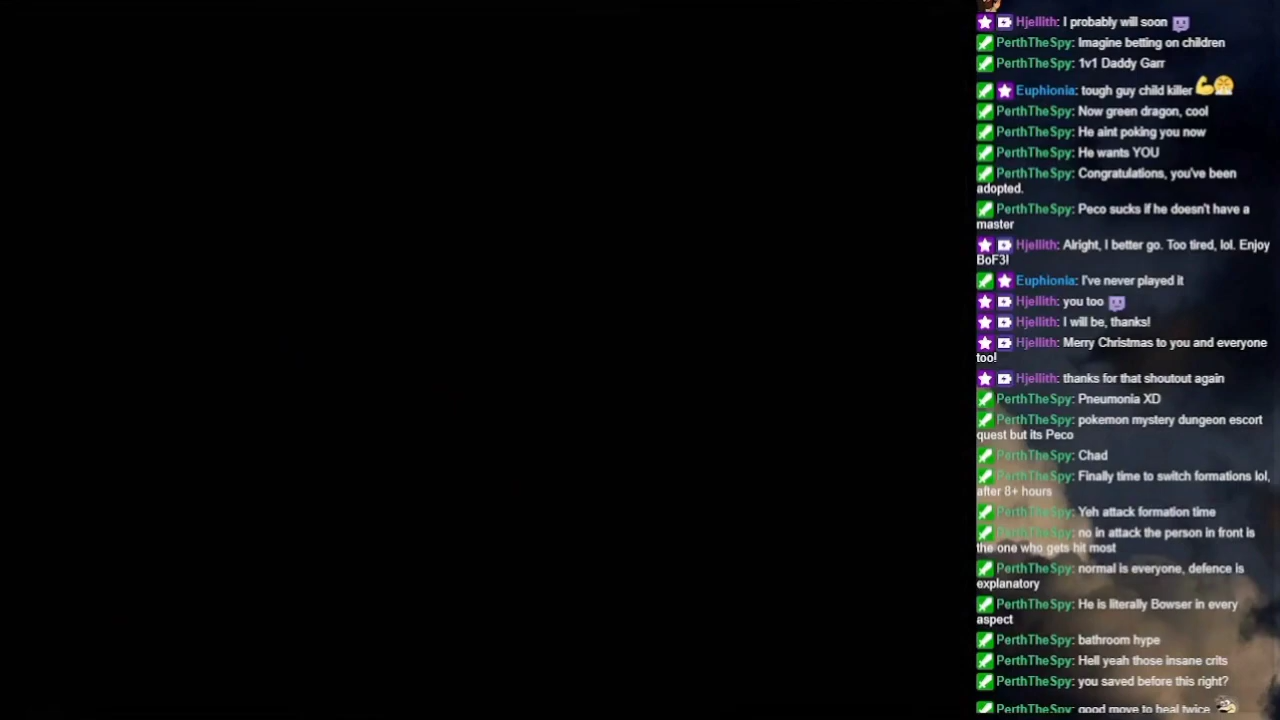 Hjellith: I probably will soon
PerthTheSpy: Imagine betting on children
PerthTheSpy: 1v1 Daddy Garr
Euphionia: tough guy child killer
PerthTheSpy: Now green dragon, cool
PerthTheSpy: He aint poking you now
PerthTheSpy: He wants YOU
PerthTheSpy: Congratulations, you've been
adopted.
PerthTheSpy: Peco sucks if he doesn't have a
master
Hjellith: Alright, I better go. Too tired, lol. Enjoy
BoF3!
Euphionia: I've never played it
Hjellith: you too
Hjellith: I will be, thanks!
Hjellith: Merry Christmas to you and everyone
too!
Hjellith: thanks for that shoutout again
PerthTheSpy: Pneumonia XD
PerthTheSpy: pokemon mystery dungeon escort
quest but its Peco
PerthTheSpy: Chad
PerthTheSpy: Finally time to switch formations lol,
after 8+ hours
PerthTheSpy: Yeh attack formation time
PerthTheSpy: no in attack the person in front is
the one who gets hit most
PerthTheSpy: normal is everyone, defence is
explanatory
PerthTheSpy: He is literally Bowser in every
aspect
PerthTheSpy: bathroom hype
PerthTheSpy: Hell yeah those insane crits
PerthTheSpy: you saved before this right?
PerthTheSpy: good move to heal twice